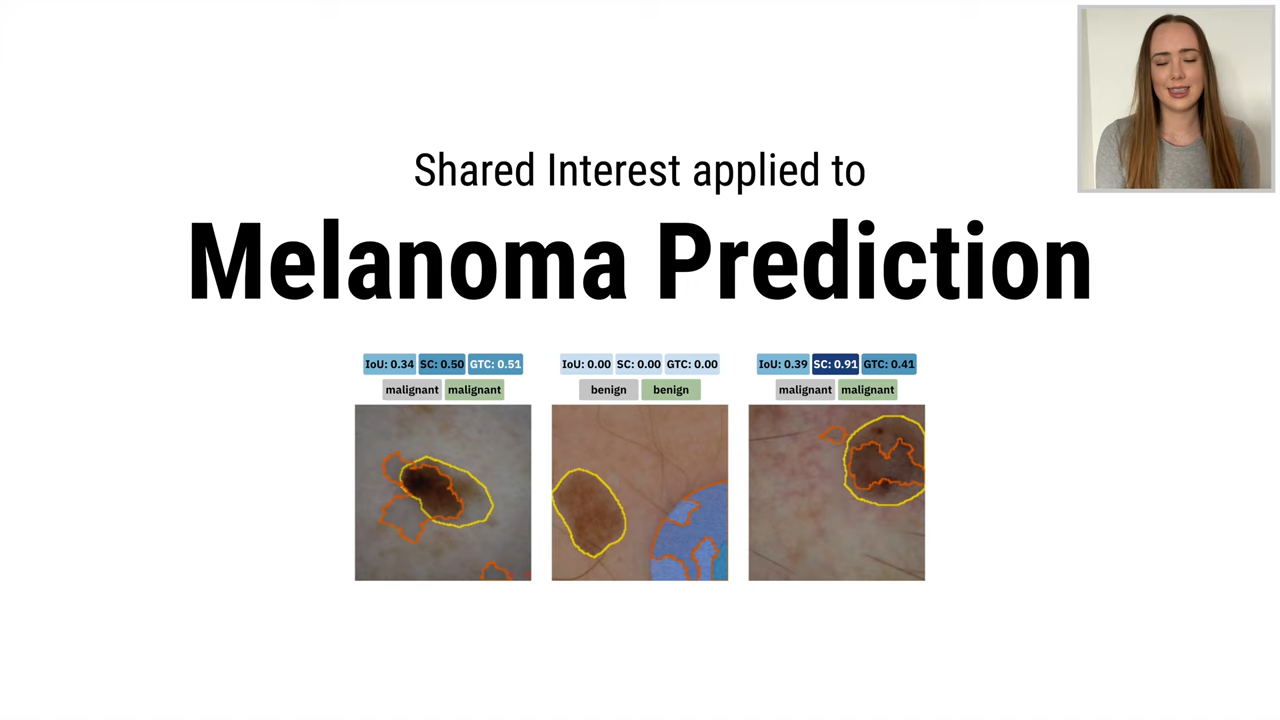 Shared Interest applied to
Melanoma Prediction
IoU: 0.34 SC: 0.50 GTC: 0.51
malignant malignant
IoU: 0.00 SC: 0.00 GTC: 0.00
benign benign
IoU: 0.39 SC: 0.91 GTC: 0.41
malignant malignant